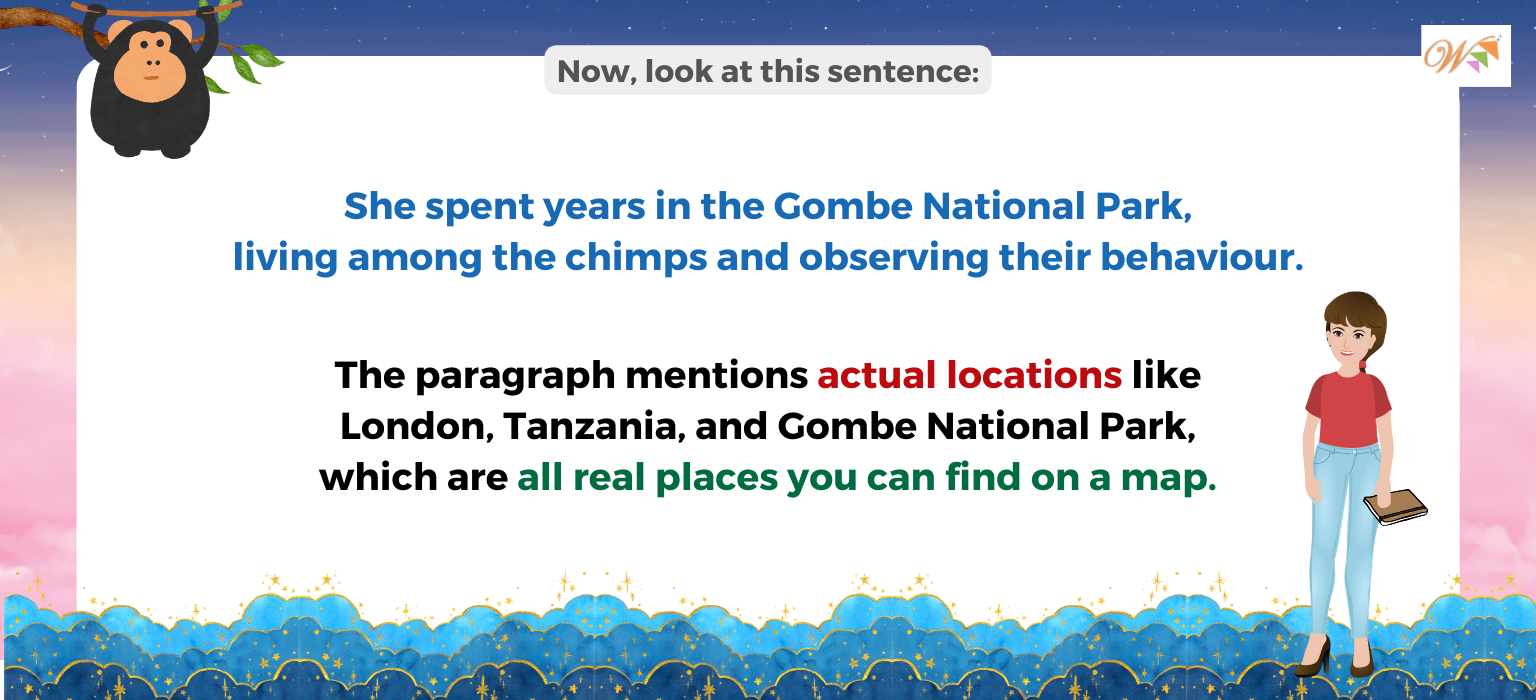 Now, look at this sentence:
W
She spent years in the Gombe National Park,
living among the chimps and observing their behaviour.
The paragraph mentions actual locations like
London, Tanzania, and Gombe National Park,
which are all real places you can find on a map.